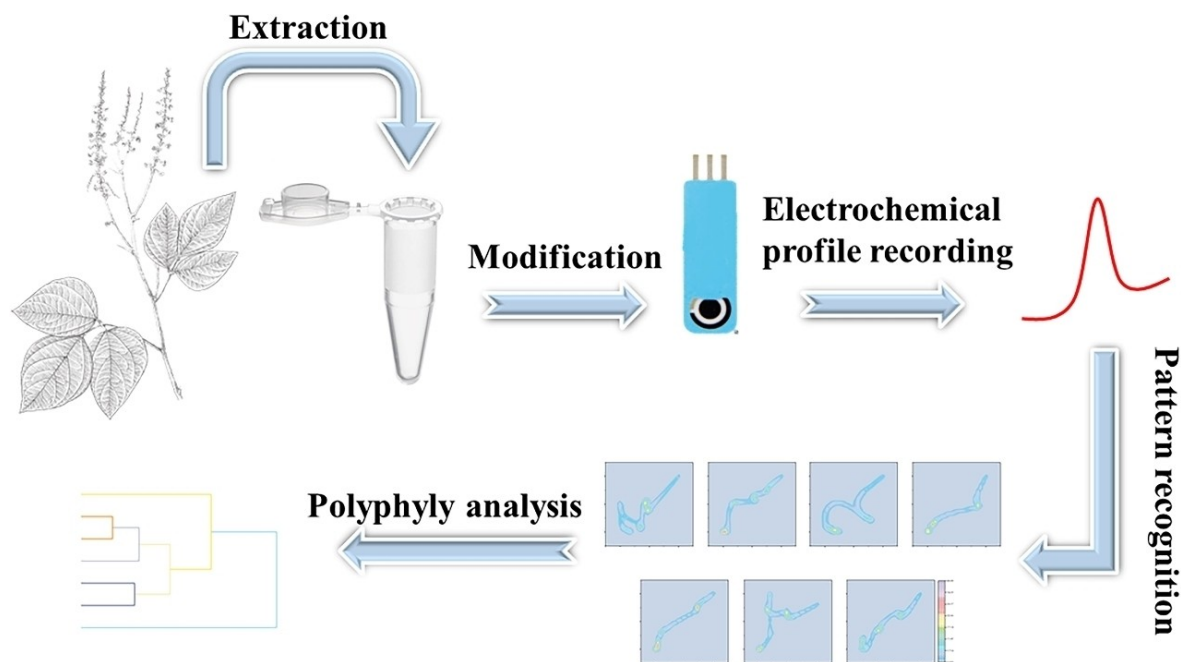 Extraction
Modification
Electrochemical
profile recording
Pattern recognition
Polyphyly analysis